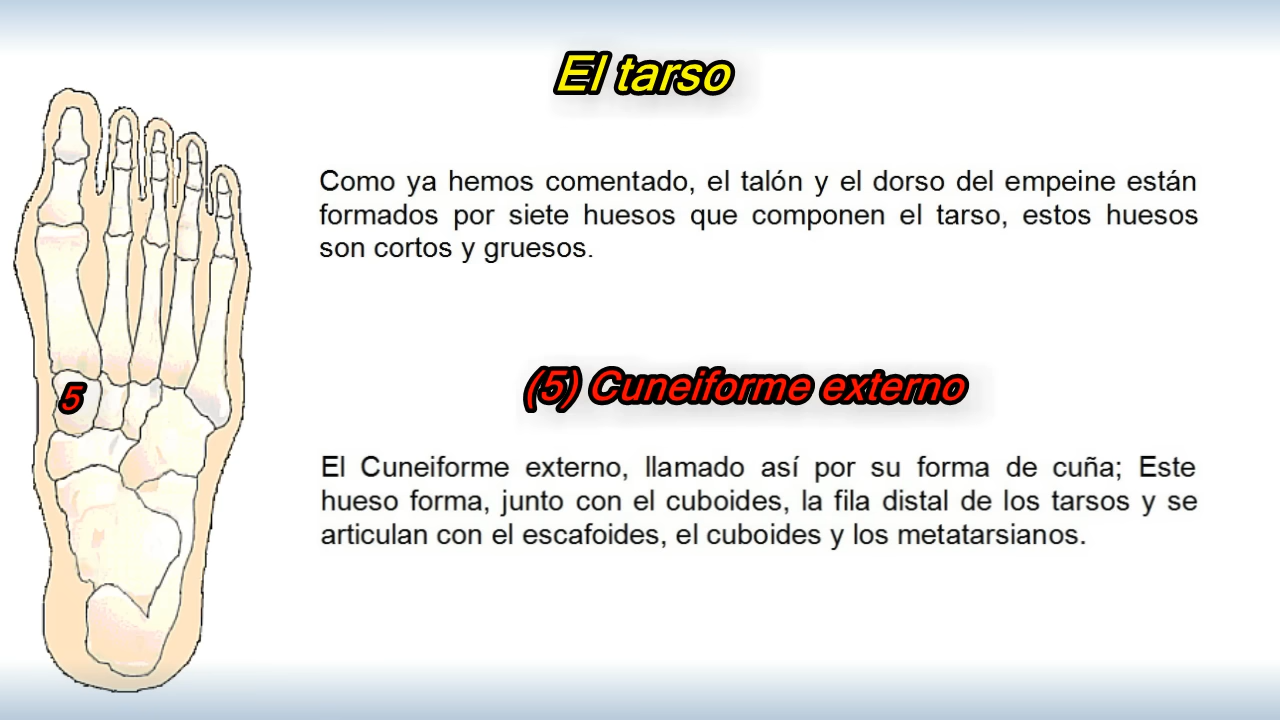 El tarso
Como ya hemos comentado, el talón y el dorso del empeine están
formados por siete huesos que componen el tarso, estos huesos
son cortos y gruesos.
5
(5) Cuneiforme externo
El Cuneiforme externo, llamado así por su forma de cuña; Este
hueso forma, junto con el cuboides, la fila distal de los tarsos y se
articulan con el escafoides, el cuboides y los metatarsianos.